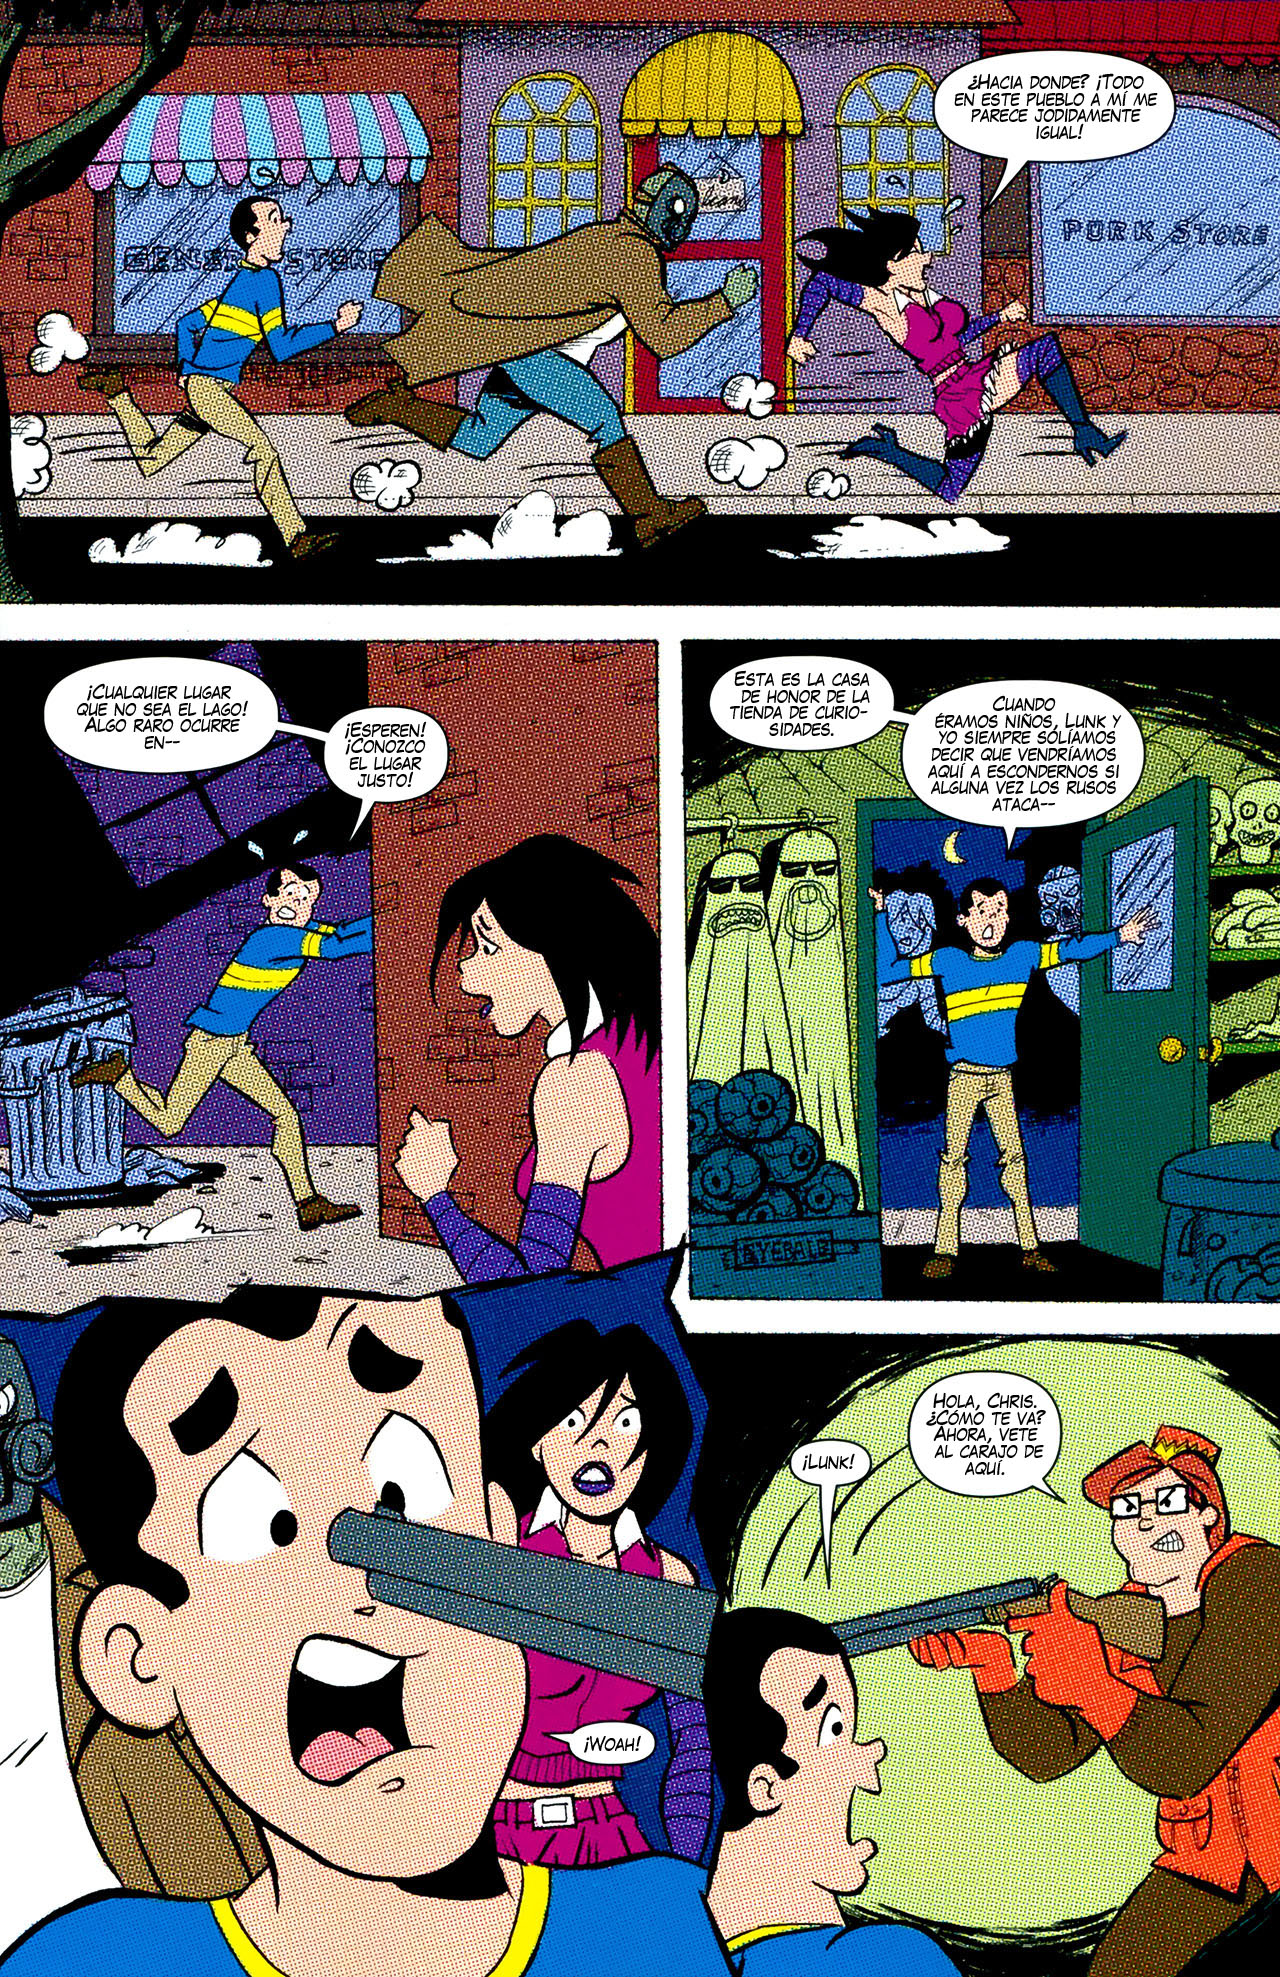 ¿Hacia donde? ¡Todo
en este pueblo a mí me
parece jodidamente
igual!
GENER STORE
PORK STORE
¡Cualquier lugar
que no sea el lago!
Algo raro ocurre
en--
¡Esperen!
¡Conozco
el lugar
justo!
Esta es la casa
de honor de la
tienda de curio-
sidades.
Cuando
éramos niños, Lunk y
yo siempre solíamos
decir que vendríamos
aquí a escondernos si
alguna vez los rusos
ataca--
EYEBALLS
¡Woah!
¡Lunk!
Hola, Chris.
¿Cómo te va?
Ahora, vete
al carajo de
aquí.